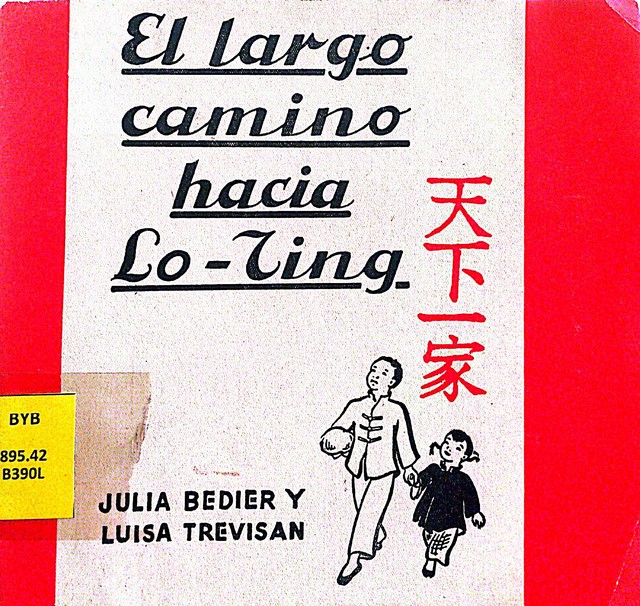 El largo
camino
hacia
Lo-Ting
天下一家
BYB
895.42
B390L
JULIA BEDIER Y
LUISA TREVISAN